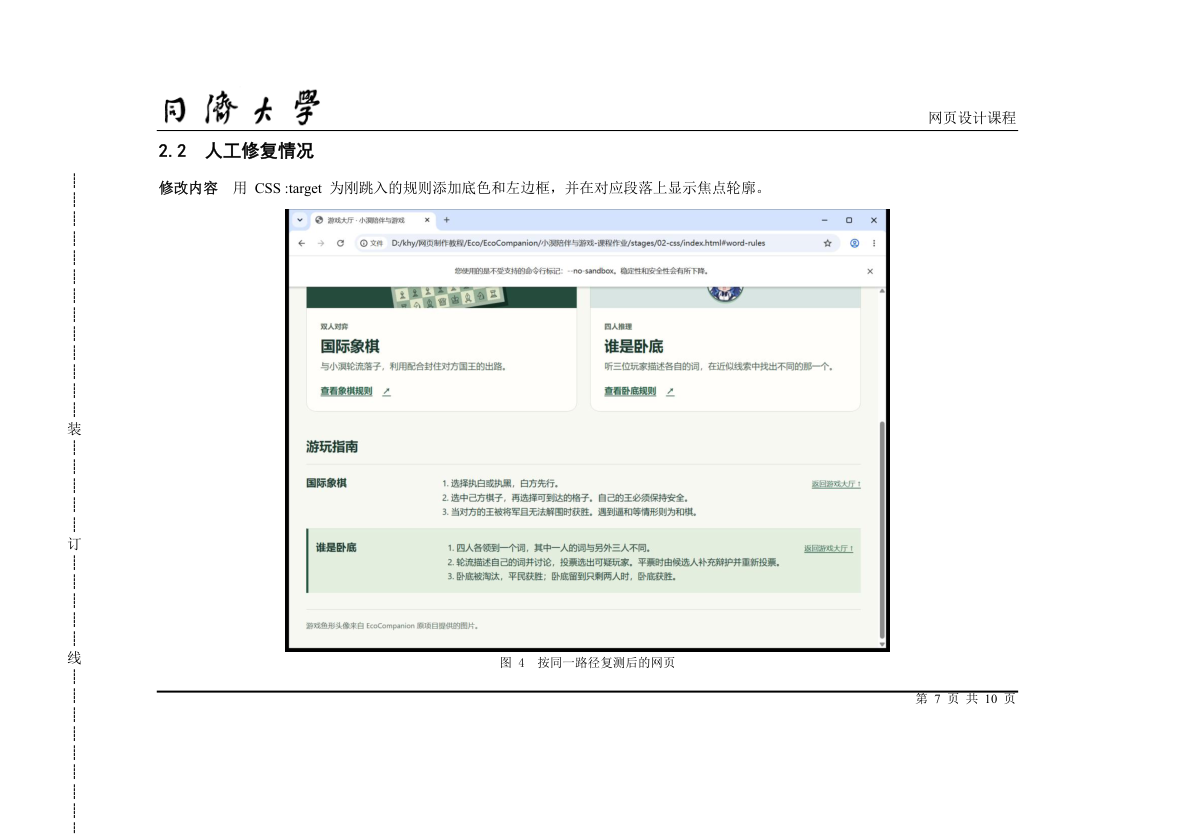 同濟大學
网页设计课程
2.2 人工修复情况
修改内容 用 CSS :target 为刚跳入的规则添加底色和左边框，并在对应段落上显示焦点轮廓。
游戏大厅 · 小溟陪伴与游戏
文件 D:/khy/网页制作教程/Eco/EcoCompanion/小溟陪伴与游戏-课程作业/stages/02-css/index.html#word-rules
您使用的是不受支持的命令行标记：--no-sandbox。稳定性和安全性会有所下降。
双人对弈
国际象棋
与小溟轮流落子，利用配合封住对方国王的出路。
查看象棋规则 ↗
四人推理
谁是卧底
听三位玩家描述各自的词，在近似线索中找出不同的那一个。
查看卧底规则 ↗
游玩指南
国际象棋
1. 选择执白或执黑，白方先行。
2. 选中己方棋子，再选择可到达的格子。自己的王必须保持安全。
3. 当对方的王被将军且无法解围时获胜。遇到逼和等情形则为和棋。
返回游戏大厅 ↑
谁是卧底
1. 四人各领到一个词，其中一人的词与另外三人不同。
2. 轮流描述自己的词并讨论，投票选出可疑玩家。平票时由候选人补充辩护并重新投票。
3. 卧底被淘汰，平民获胜；卧底留到只剩两人时，卧底获胜。
返回游戏大厅 ↑
游戏鱼形头像来自 EcoCompanion 原项目提供的图片。
图 4 按同一路径复测后的网页
第 7 页 共 10 页
装
订
线